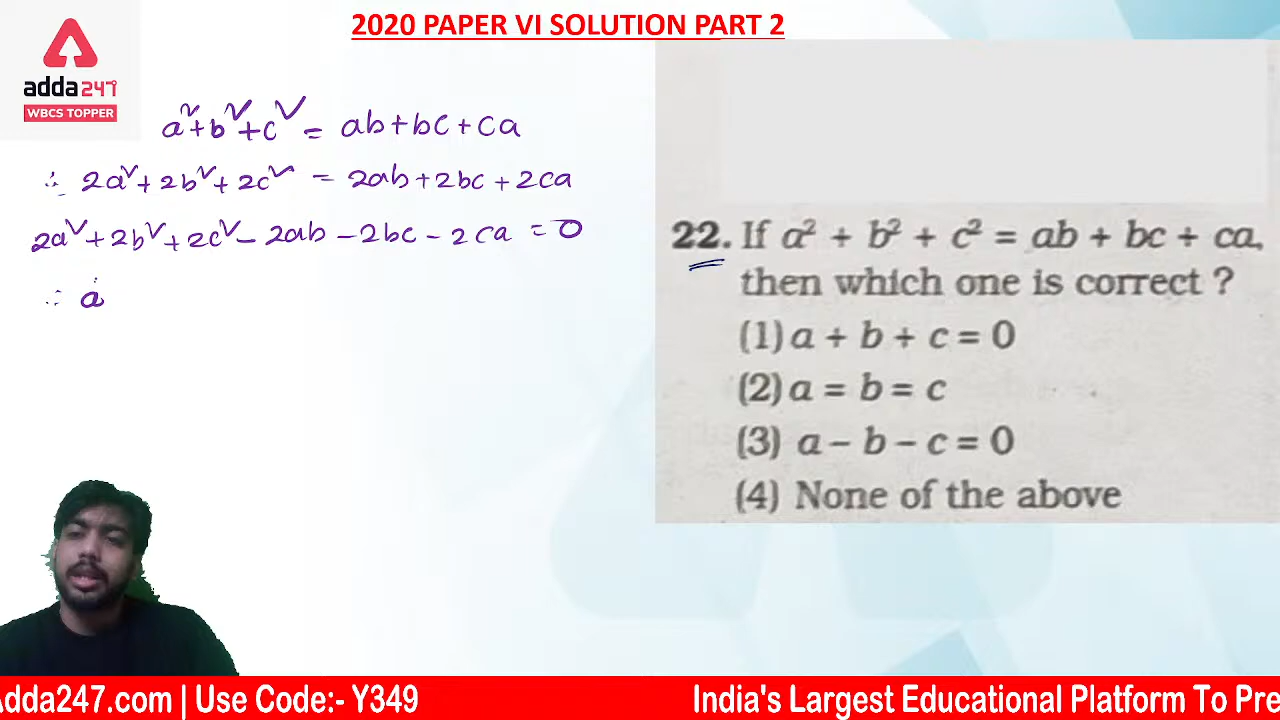 2020 PAPER VI SOLUTION PART 2
adda247
WBCS TOPPER
a² + b² + c² = ab + bc + ca
∴ 2a² + 2b² + 2c² = 2ab + 2bc + 2ca
2a² + 2b² + 2c² - 2ab - 2bc - 2ca = 0
∴ a
22. If a² + b² + c² = ab + bc + ca,
then which one is correct ?
(1) a + b + c = 0
(2) a = b = c
(3) a - b - c = 0
(4) None of the above
Adda247.com | Use Code:- Y349
India's Largest Educational Platform To Pre